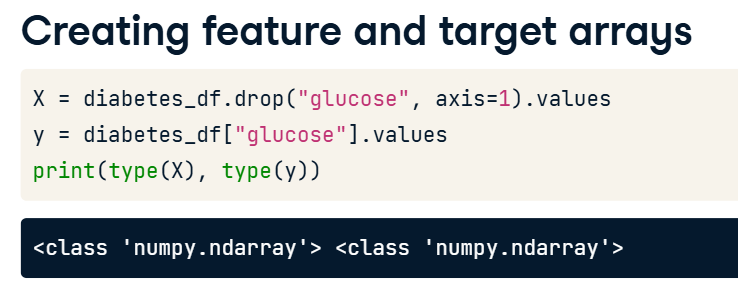 Creating feature and target arrays
X = diabetes_df.drop("glucose", axis=1).values
y = diabetes_df["glucose"].values
print(type(X), type(y))
<class 'numpy.ndarray'> <class 'numpy.ndarray'>